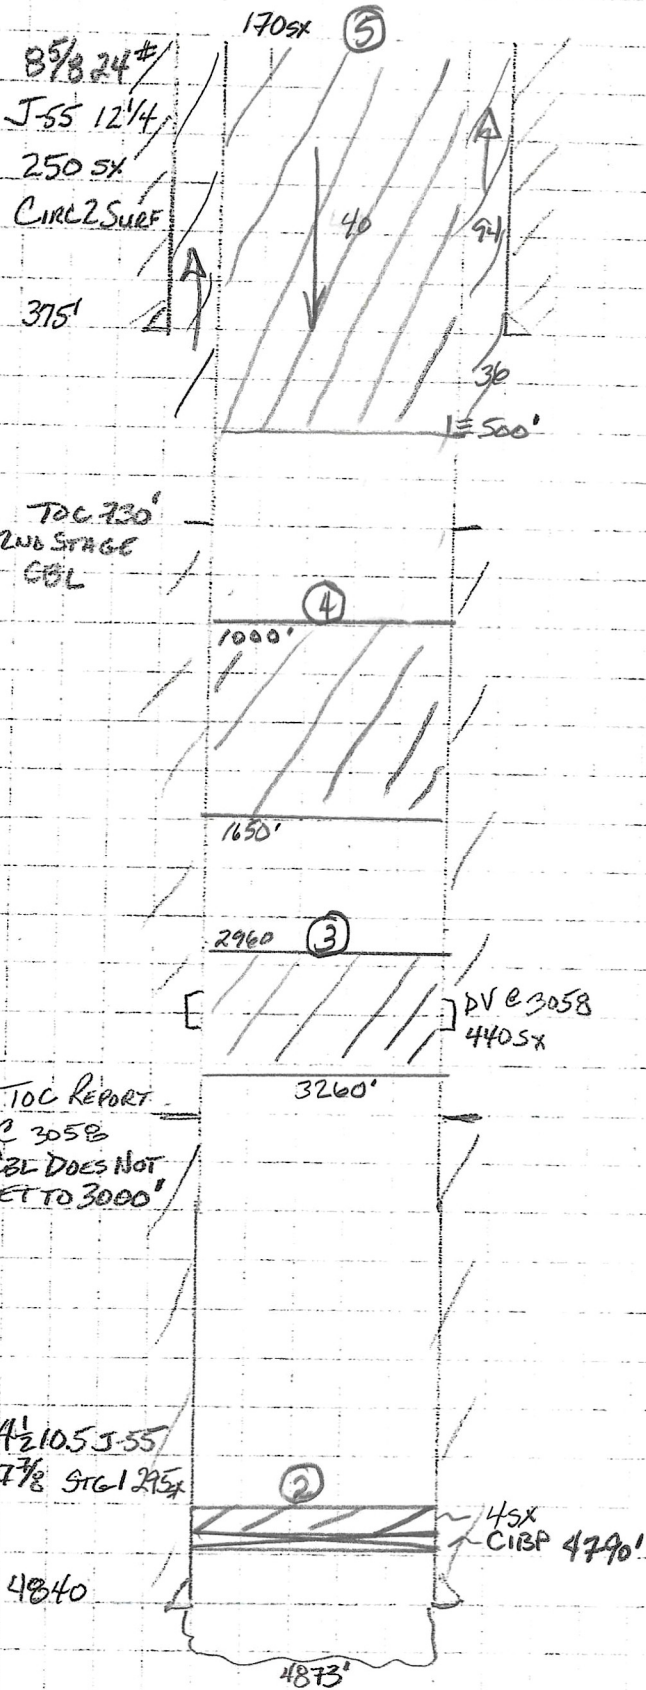 170sx ⑤
8 5/8 24#
J-55 12 1/4
250 sx
CIRC 2 SURF
40
94
375'
36
500'
TOC 730'
2ND STAGE
CBL
④
1000'
1650'
2960 ③
DV @ 3058
440sx
3260'
TOC REPORT
@ 3058
CBL DOES NOT
GET TO 3000'
4 1/2 10.5 J-55
7 7/8 STG 1 295x
②
4sx
CIBP 4790'
4840
4873'